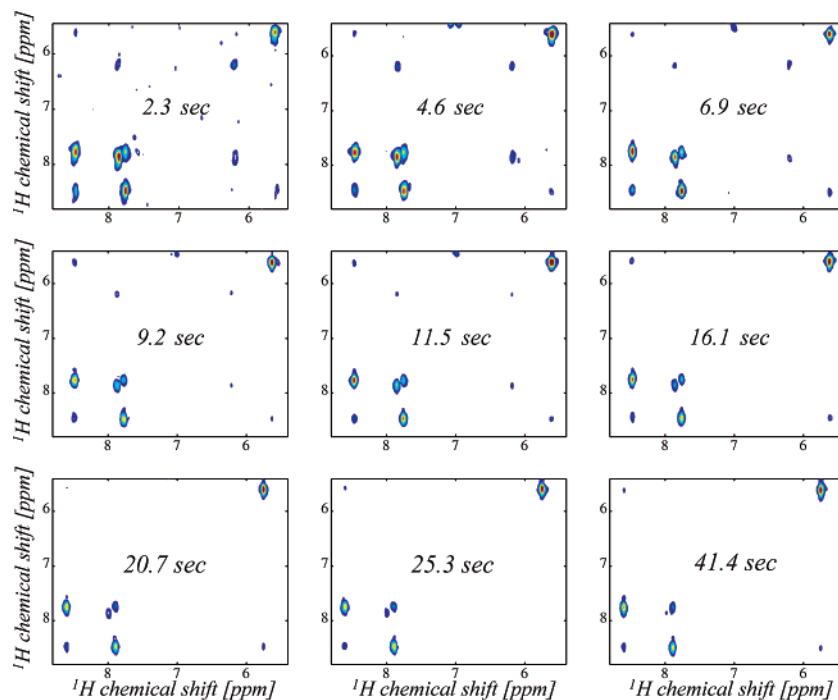 ¹H chemical shift [ppm]
6 6 6
2.3 sec 4.6 sec 6.9 sec
7 7 7
8 8 8
8 7 6 8 7 6 8 7 6
¹H chemical shift [ppm]
6 6 6
9.2 sec 11.5 sec 16.1 sec
7 7 7
8 8 8
8 7 6 8 7 6 8 7 6
¹H chemical shift [ppm]
6 6 6
20.7 sec 25.3 sec 41.4 sec
7 7 7
8 8 8
8 7 6 8 7 6 8 7 6
¹H chemical shift [ppm] ¹H chemical shift [ppm] ¹H chemical shift [ppm]